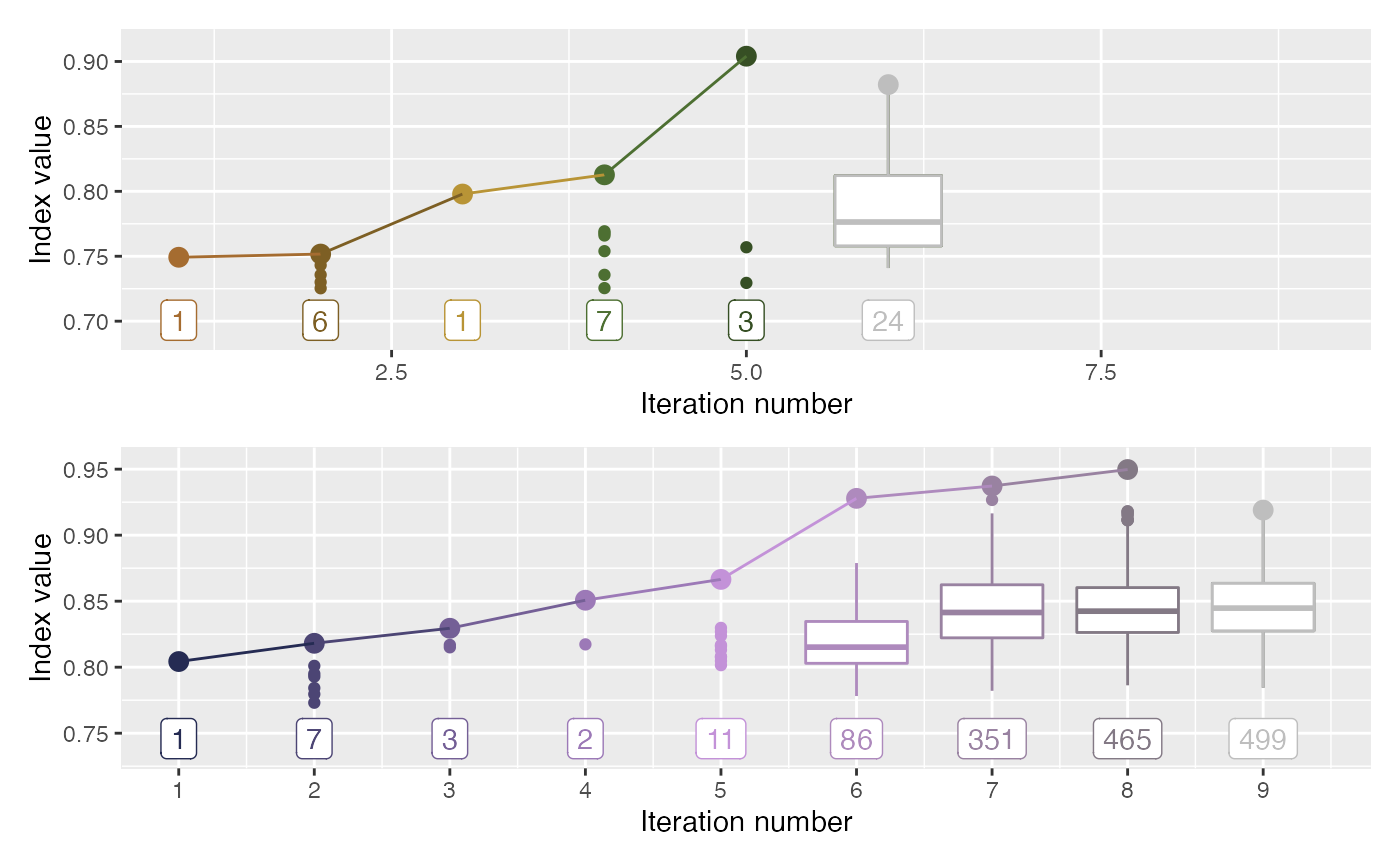 Index value
0.90
0.85
0.80
0.75
0.70
1 6 1 7 3 24
2.5 5.0 7.5
Iteration number
Index value
0.95
0.90
0.85
0.80
0.75
1 7 3 2 11 86 351 465 499
1 2 3 4 5 6 7 8 9
Iteration number